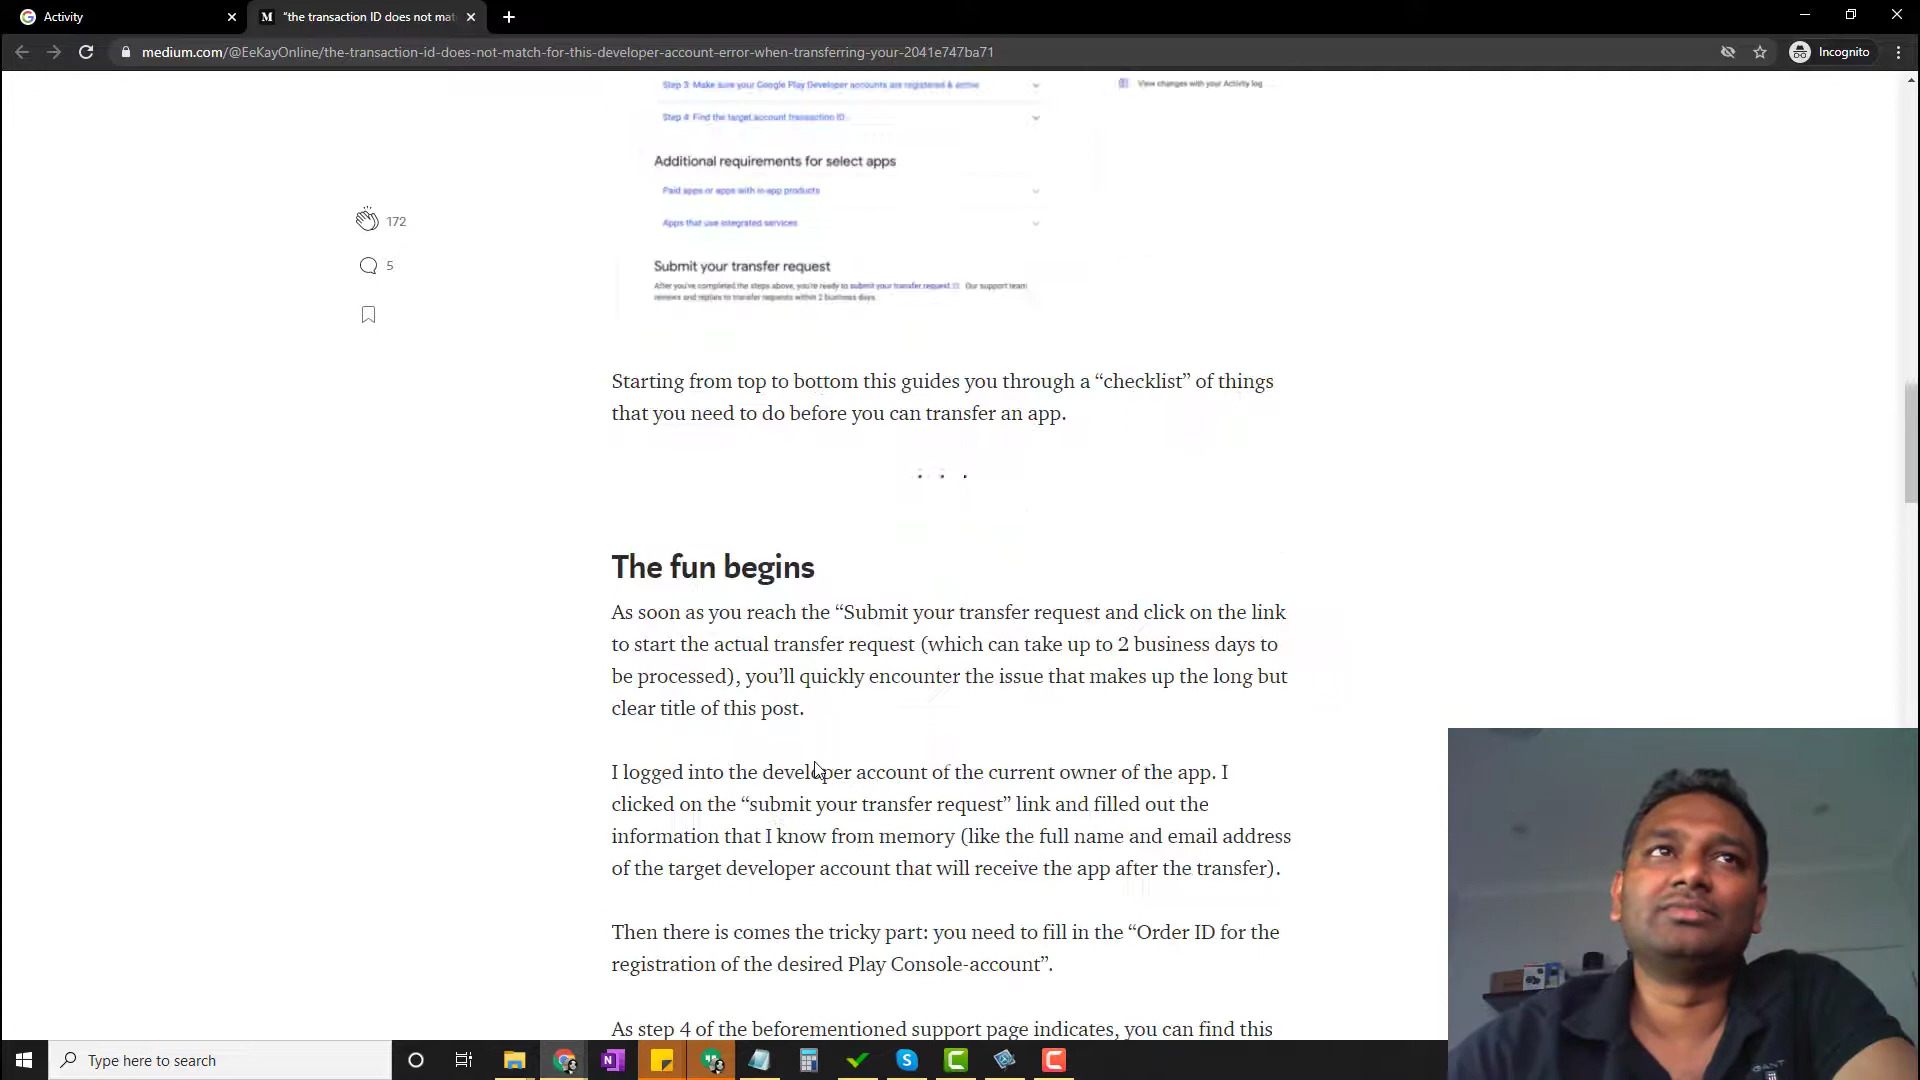 Activity
M "the transaction ID does not mat
medium.com/@EeKayOnline/the-transaction-id-does-not-match-for-this-developer-account-error-when-transferring-your-2041e747ba71
Incognito
Step 3: Make sure your Google Play Developer accounts are registered & active
View changes with your Activity log
Step 4: Find the target account transaction ID
Additional requirements for select apps
Paid apps or apps with in-app products
Apps that use integrated services
Submit your transfer request
After you've completed the steps above, you're ready to submit your transfer request. Our support team
reviews and replies to transfer requests within 2 business days.
172
5
Starting from top to bottom this guides you through a “checklist” of things
that you need to do before you can transfer an app.
. . .
The fun begins
As soon as you reach the “Submit your transfer request and click on the link
to start the actual transfer request (which can take up to 2 business days to
be processed), you’ll quickly encounter the issue that makes up the long but
clear title of this post.
I logged into the developer account of the current owner of the app. I
clicked on the “submit your transfer request” link and filled out the
information that I know from memory (like the full name and email address
of the target developer account that will receive the app after the transfer).
Then there is comes the tricky part: you need to fill in the “Order ID for the
registration of the desired Play Console-account”.
As step 4 of the beforementioned support page indicates, you can find this
GANT
Type here to search